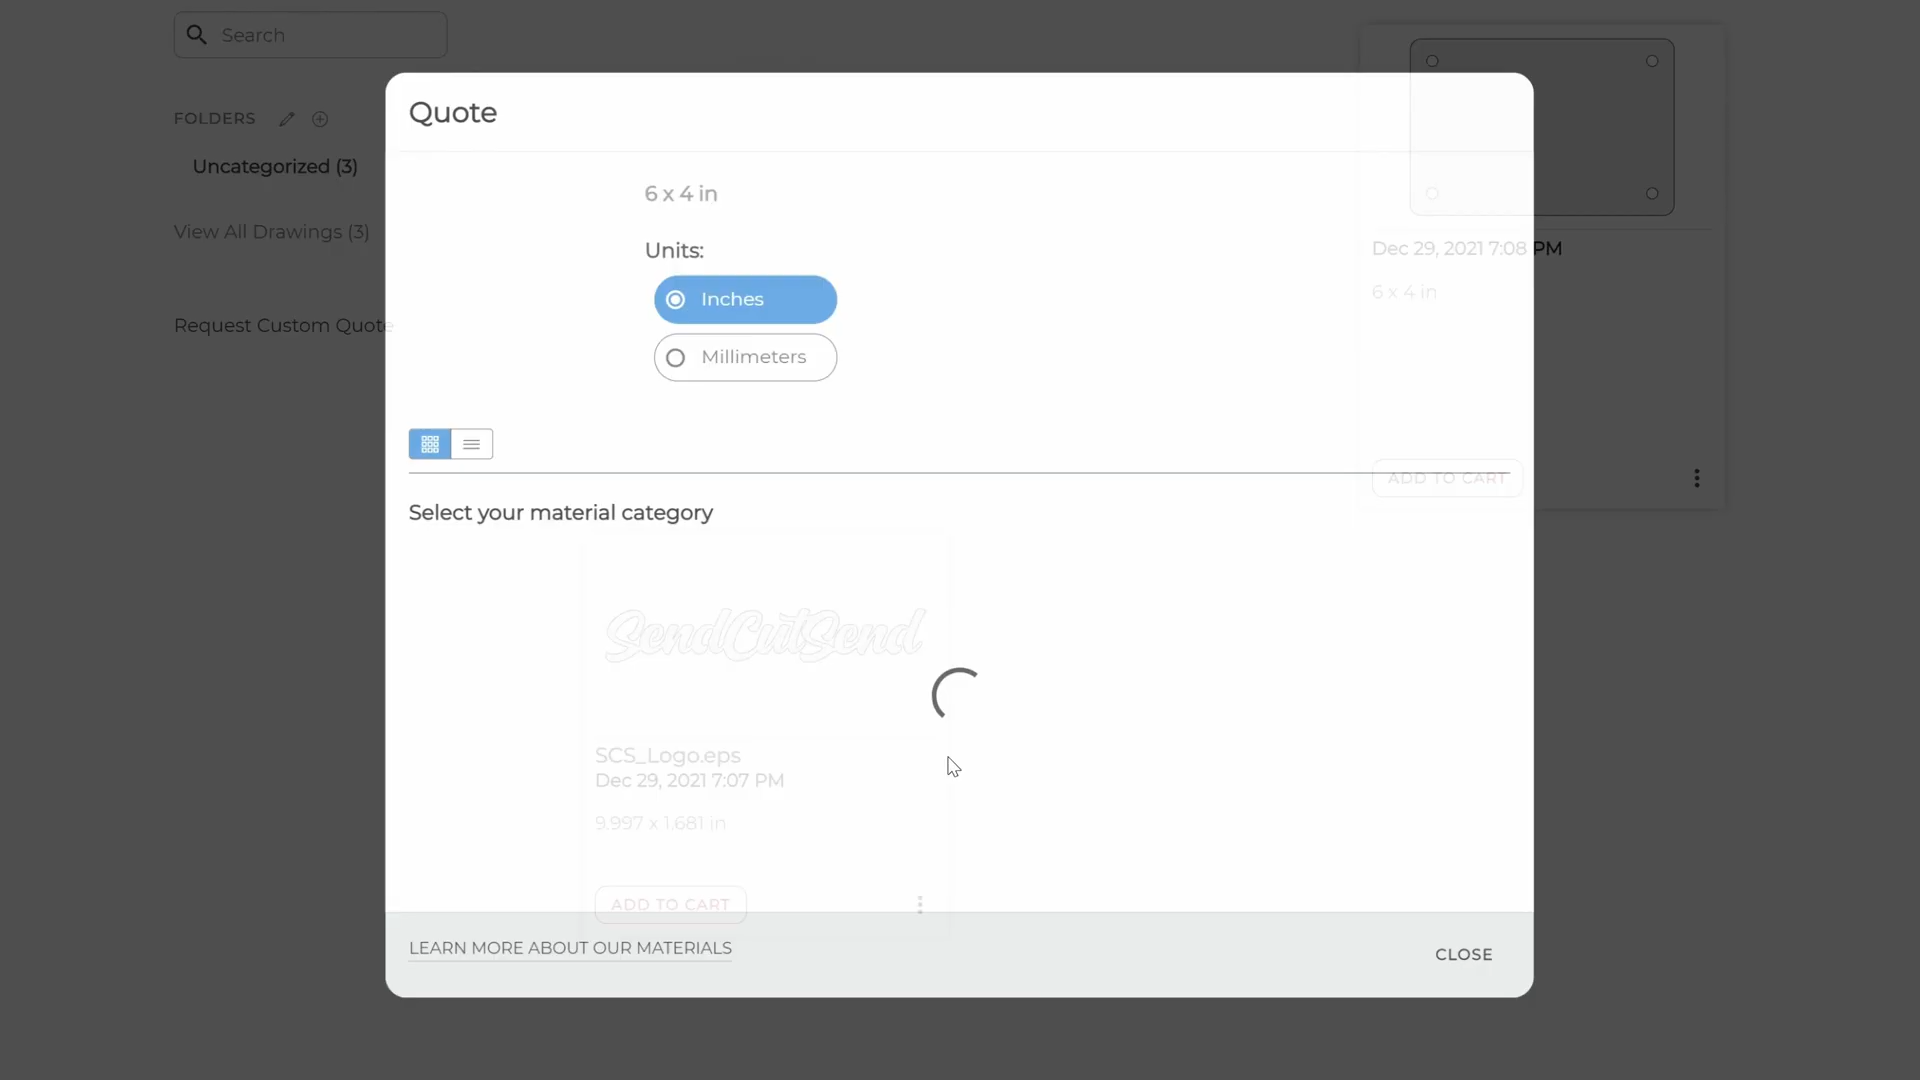 Search
FOLDERS
Uncategorized (3)
View All Drawings (3)
Request Custom Quote
Quote
6 x 4 in
Units:
Inches
Millimeters
Select your material category
SendCutSend
SCS_Logo.eps
Dec 29, 2021 7:07 PM
9.997 x 1.681 in
ADD TO CART
LEARN MORE ABOUT OUR MATERIALS
CLOSE
Dec 29, 2021 7:08 PM
6 x 4 in
ADD TO CART